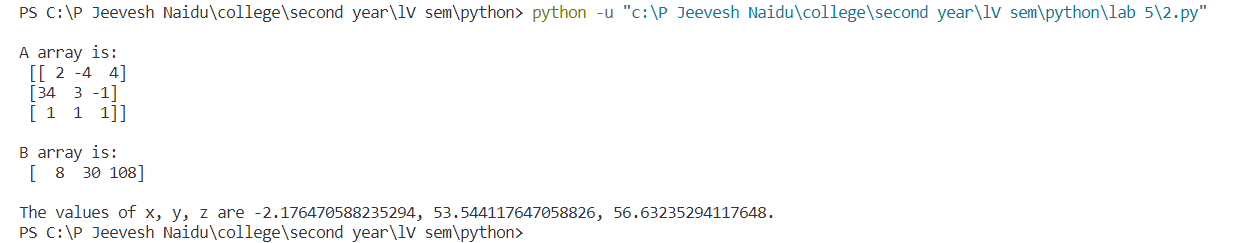 PS C:\P Jeevesh Naidu\college\second year\lV sem\python> python -u "c:\P Jeevesh Naidu\college\second year\lV sem\python\lab 5\2.py"
A array is:
[[ 2 -4  4]
[34  3 -1]
[ 1  1  1]]
B array is:
[  8  30 108]
The values of x, y, z are -2.176470588235294, 53.544117647058826, 56.63235294117648.
PS C:\P Jeevesh Naidu\college\second year\lV sem\python>